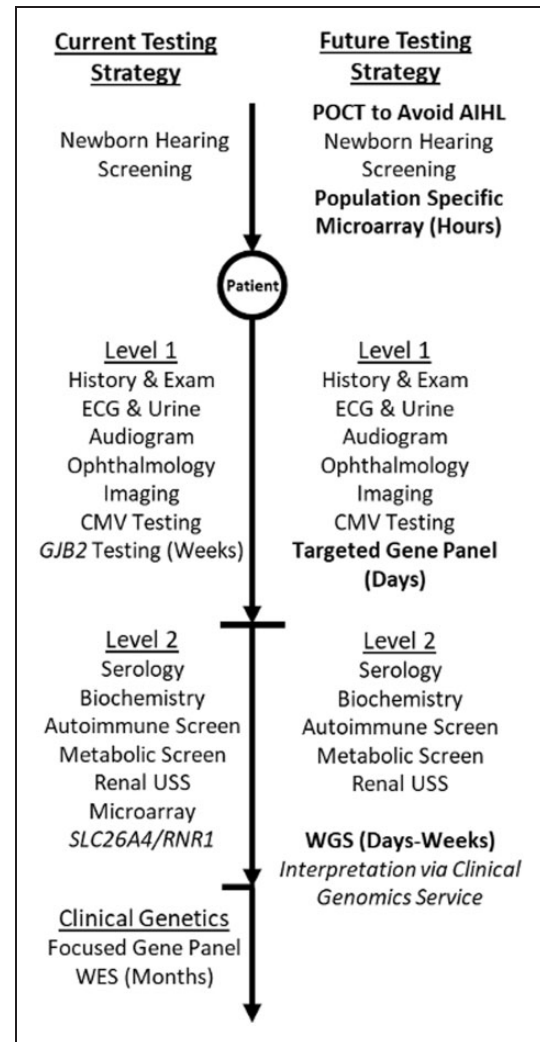 Current Testing
Strategy
Newborn Hearing
Screening
Future Testing
Strategy
POCT to Avoid AIHL
Newborn Hearing
Screening
Population Specific
Microarray (Hours)
Patient
Level 1
History & Exam
ECG & Urine
Audiogram
Ophthalmology
Imaging
CMV Testing
GJB2 Testing (Weeks)
Level 1
History & Exam
ECG & Urine
Audiogram
Ophthalmology
Imaging
CMV Testing
Targeted Gene Panel
(Days)
Level 2
Serology
Biochemistry
Autoimmune Screen
Metabolic Screen
Renal USS
Microarray
SLC26A4/RNR1
Level 2
Serology
Biochemistry
Autoimmune Screen
Metabolic Screen
Renal USS
WGS (Days-Weeks)
Interpretation via Clinical
Genomics Service
Clinical Genetics
Focused Gene Panel
WES (Months)